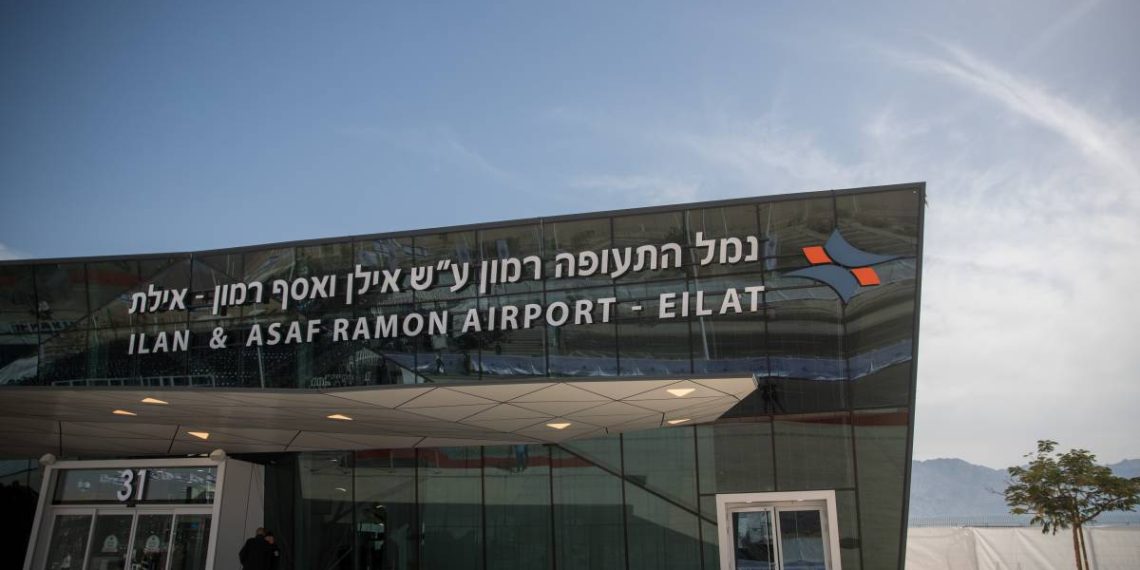 נמל התעופה רמון ע״ש אילן ואסף רמון - אילת
ILAN & ASAF RAMON AIRPORT - EILAT
31